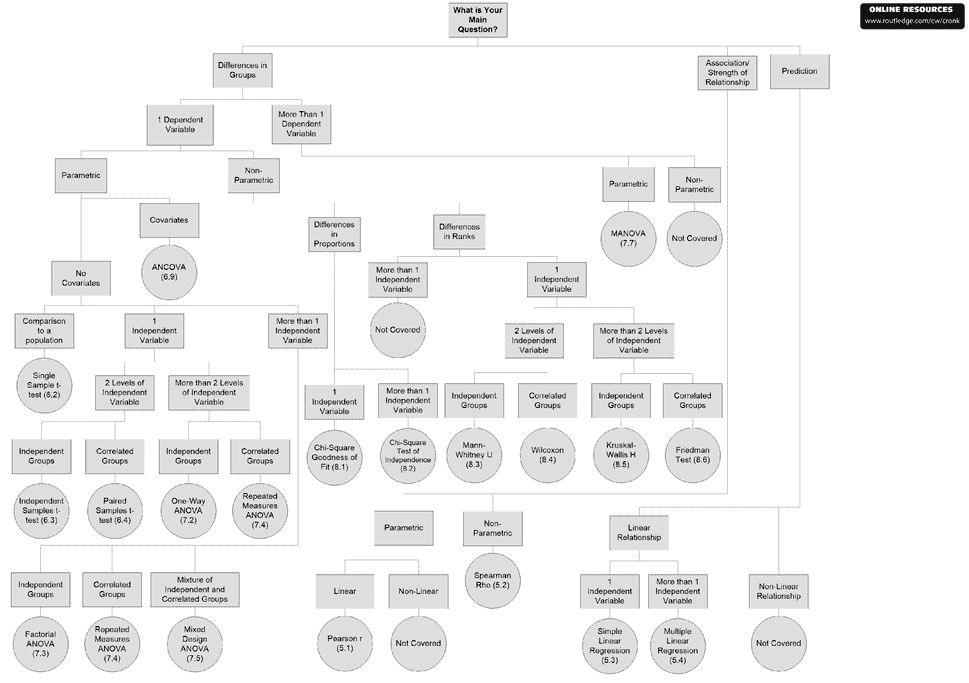 What is Your
Main
Question?
ONLINE RESOURCES
www.routledge.com/cw/cronk
Differences in
Groups
Association/
Strength of
Relationship
Prediction
1 Dependent
Variable
More Than 1
Dependent
Variable
Parametric
Non-
Parametric
Parametric
Non-
Parametric
Covariates
Differences
in
Proportions
Differences
in Ranks
MANOVA
(7.7)
Not Covered
No
Covariates
ANCOVA
(6.9)
More than 1
Independent
Variable
1
Independent
Variable
Comparison
to a
population
1
Independent
Variable
More than 1
Independent
Variable
Not Covered
2 Levels of
Independent
Variable
More than 2 Levels
of Independent
Variable
Single
Sample t-
test (6.2)
2 Levels of
Independent
Variable
More than 2 Levels
of Independent
Variable
1
Independent
Variable
More than 1
Independent
Variable
Independent
Groups
Correlated
Groups
Independent
Groups
Correlated
Groups
Independent
Groups
Correlated
Groups
Independent
Groups
Correlated
Groups
Chi-Square
Goodness of
Fit (8.1)
Chi-Square
Test of
Independence
(8.2)
Mann-
Whitney U
(8.3)
Wilcoxon
(8.4)
Kruskal-
Wallis H
(8.5)
Friedman
Test (8.6)
Independent
Samples t-
test (6.3)
Paired
Samples t-
test (6.4)
One-Way
ANOVA
(7.2)
Repeated
Measures
ANOVA
(7.4)
Parametric
Non-
Parametric
Linear
Relationship
Independent
Groups
Correlated
Groups
Mixture of
Independent and
Correlated Groups
Linear
Non-Linear
Spearman
Rho (5.2)
1
Independent
Variable
More than 1
Independent
Variable
Non-Linear
Relationship
Factorial
ANOVA
(7.3)
Repeated
Measures
ANOVA
(7.4)
Mixed
Design
ANOVA
(7.5)
Pearson r
(5.1)
Not Covered
Simple
Linear
Regression
(5.3)
Multiple
Linear
Regression
(5.4)
Not Covered